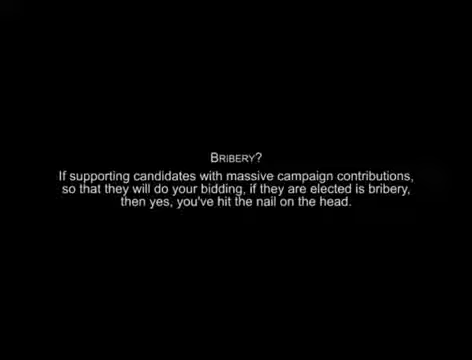 BRIBERY?
If supporting candidates with massive campaign contributions,
so that they will do your bidding, if they are elected is bribery,
then yes, you've hit the nail on the head.